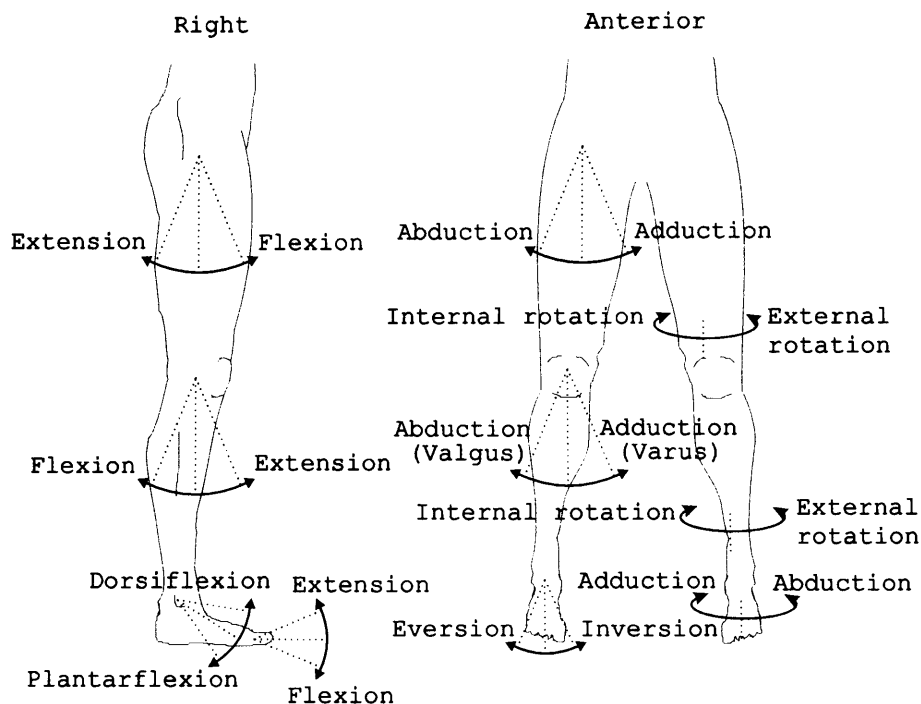 Right
Anterior
Extension
Flexion
Abduction
Adduction
Internal rotation
External
rotation
Flexion
Extension
Abduction
(Valgus)
Adduction
(Varus)
Internal rotation
External
rotation
Dorsiflexion
Extension
Adduction
Abduction
Eversion
Inversion
Plantarflexion
Flexion